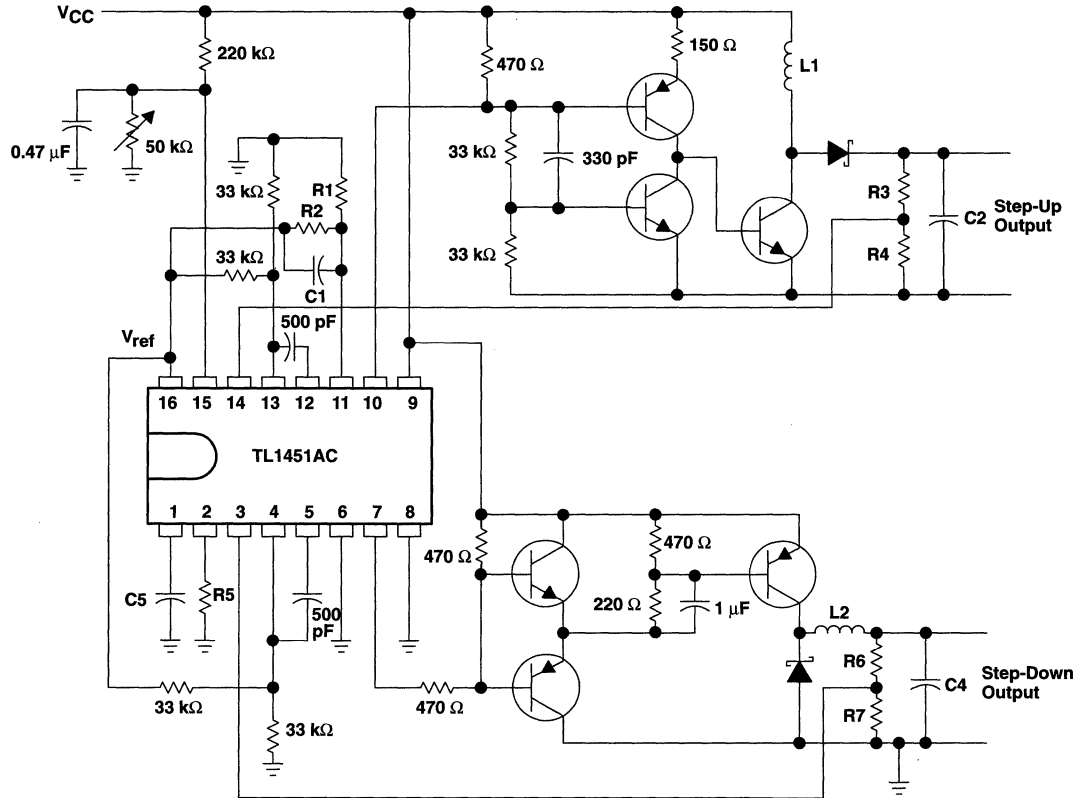 VCC
220 kΩ
470 Ω
150 Ω
L1
0.47 μF
50 kΩ
33 kΩ
R1
R2
33 kΩ
330 pF
R3
C2
Step-Up
Output
33 kΩ
C1
33 kΩ
R4
500 pF
Vref
16 15 14 13 12 11 10 9
TL1451AC
1 2 3 4 5 6 7 8
C5
R5
500
pF
470 Ω
470 Ω
220 Ω
1 μF
L2
R6
C4
Step-Down
Output
R7
33 kΩ
470 Ω
33 kΩ